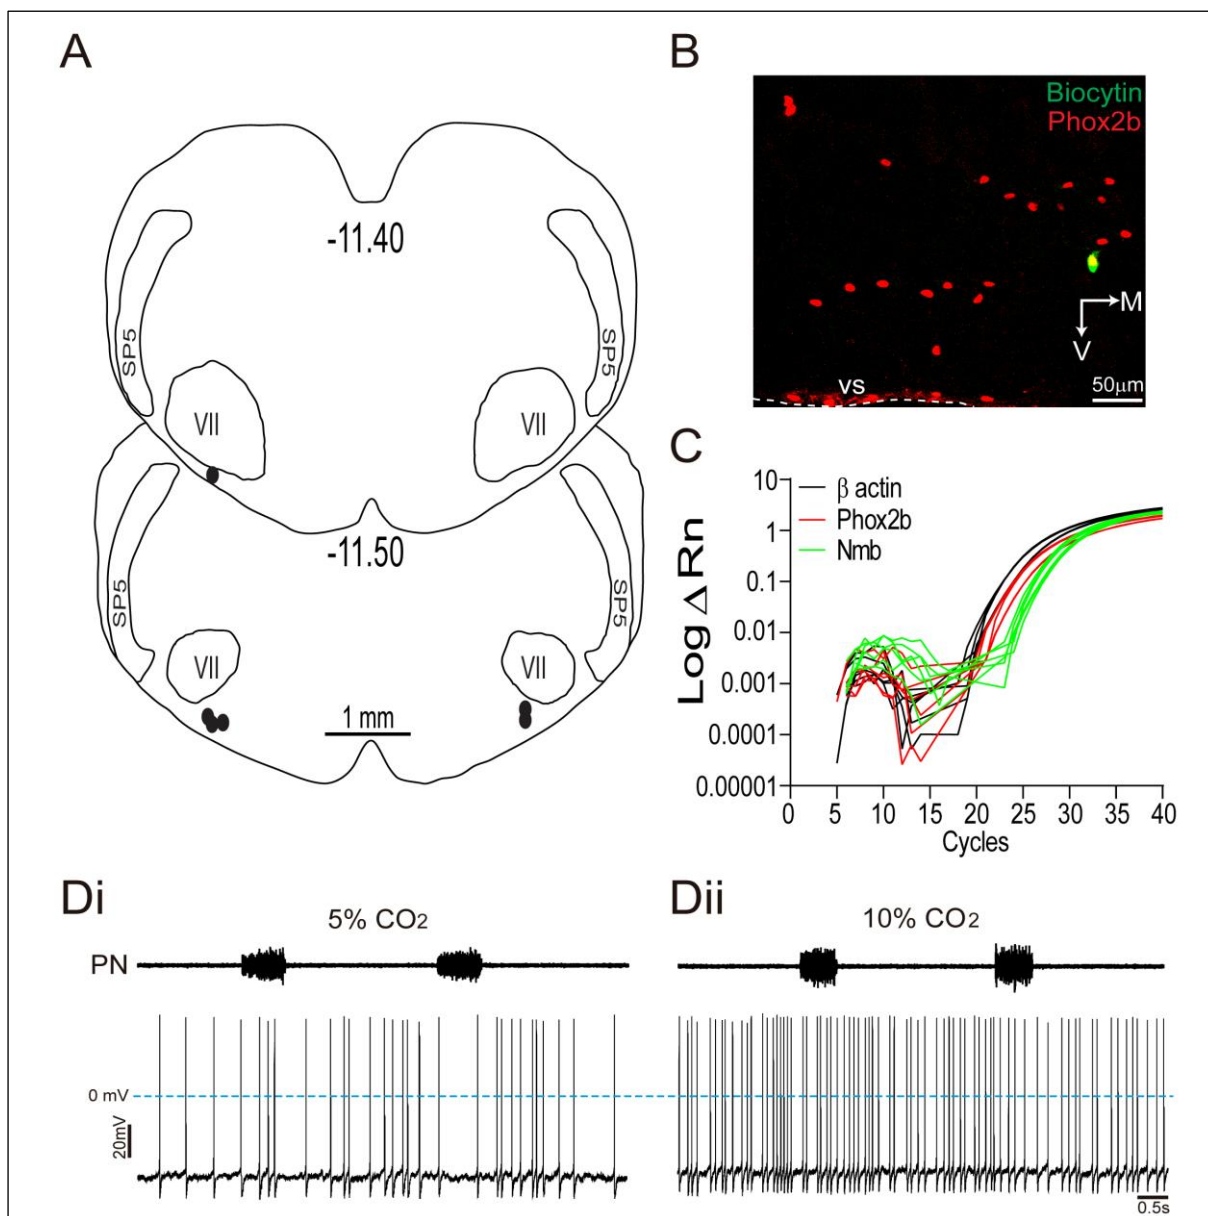 A
-11.40
SP5
SP5
VII
VII
-11.50
SP5
SP5
VII
VII
1 mm
B
Biocytin
Phox2b
M
V
vs
50μm
C
10
1
0.1
0.01
0.001
0.0001
0.00001
Log Δ Rn
β actin
Phox2b
Nmb
0 5 10 15 20 25 30 35 40
Cycles
Di
5% CO2
PN
0 mV
20mV
Dii
10% CO2
0.5s